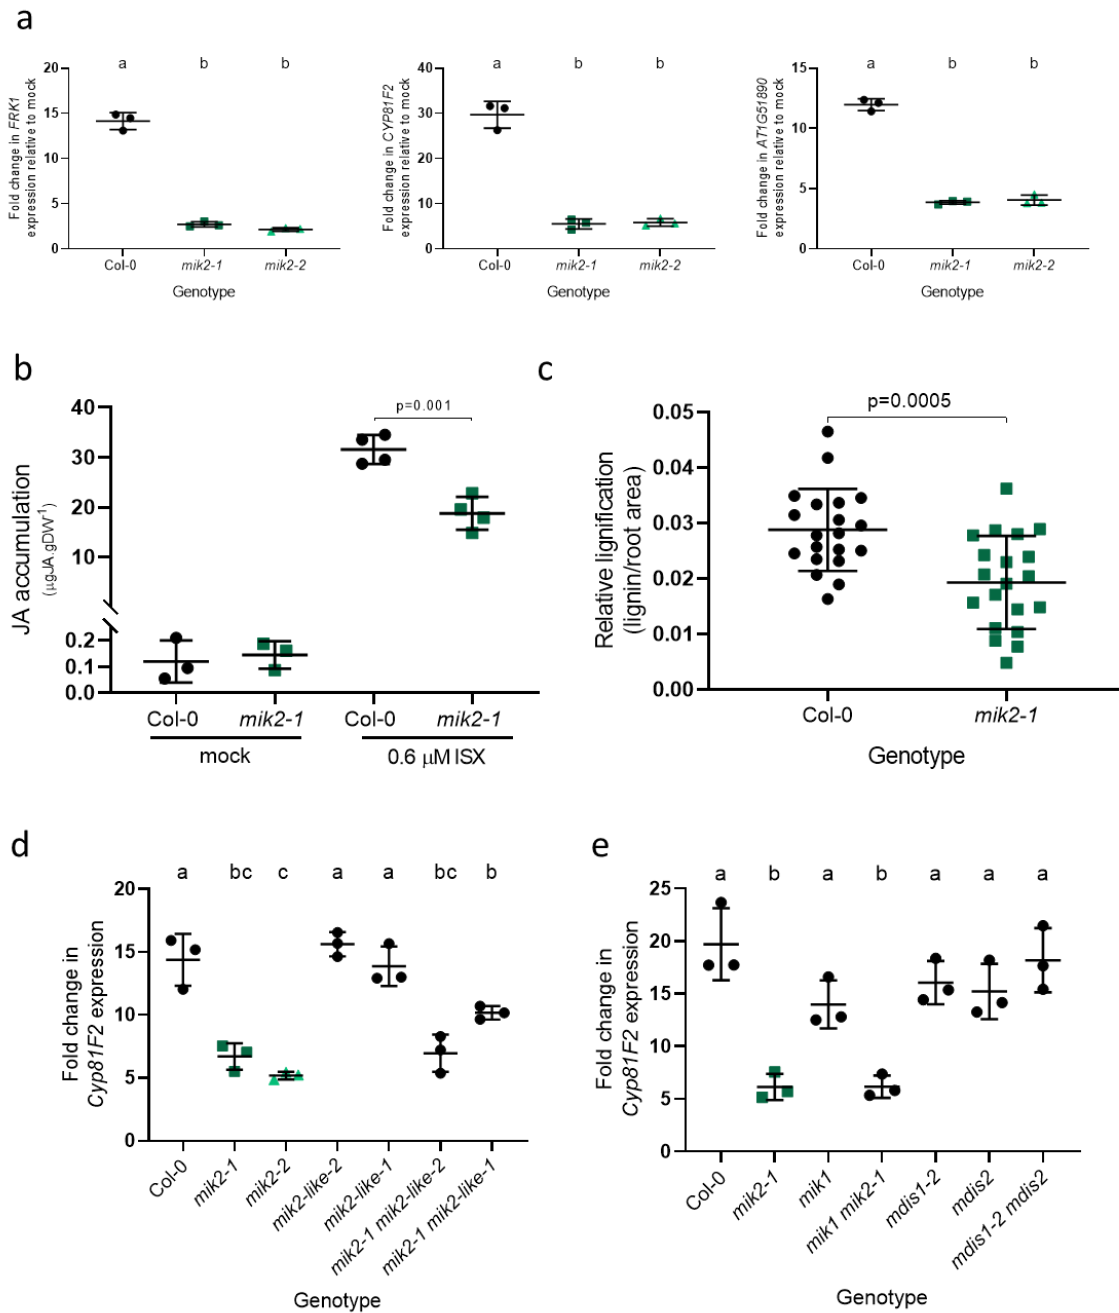 a
a b b
20
15
10
5
0
Fold change in FRK1
expression relative to mock
Col-0 mik2-1 mik2-2
Genotype
a b b
40
30
20
10
0
Fold change in CYP81F2
expression relative to mock
Col-0 mik2-1 mik2-2
Genotype
a b b
15
10
5
0
Fold change in AT1G51890
expression relative to mock
Col-0 mik2-1 mik2-2
Genotype
b
40
30
20
10
0.2
0.1
0.0
JA accumulation
(µgJA.gDW⁻¹)
p=0.001
Col-0 mik2-1 Col-0 mik2-1
mock 0.6 µM ISX
c
0.05
0.04
0.03
0.02
0.01
0.00
Relative lignification
(lignin/root area)
p=0.0005
Col-0 mik2-1
Genotype
d
a bc c a a bc b
20
15
10
5
0
Fold change in
Cyp81F2 expression
Col-0
mik2-1
mik2-2
mik2-like-2
mik2-like-1
mik2-1 mik2-like-2
mik2-1 mik2-like-1
Genotype
e
a b a b a a a
25
20
15
10
5
0
Fold change in
Cyp81F2 expression
Col-0
mik2-1
mik1
mik1 mik2-1
mdis1-2
mdis2
mdis1-2 mdis2
Genotype